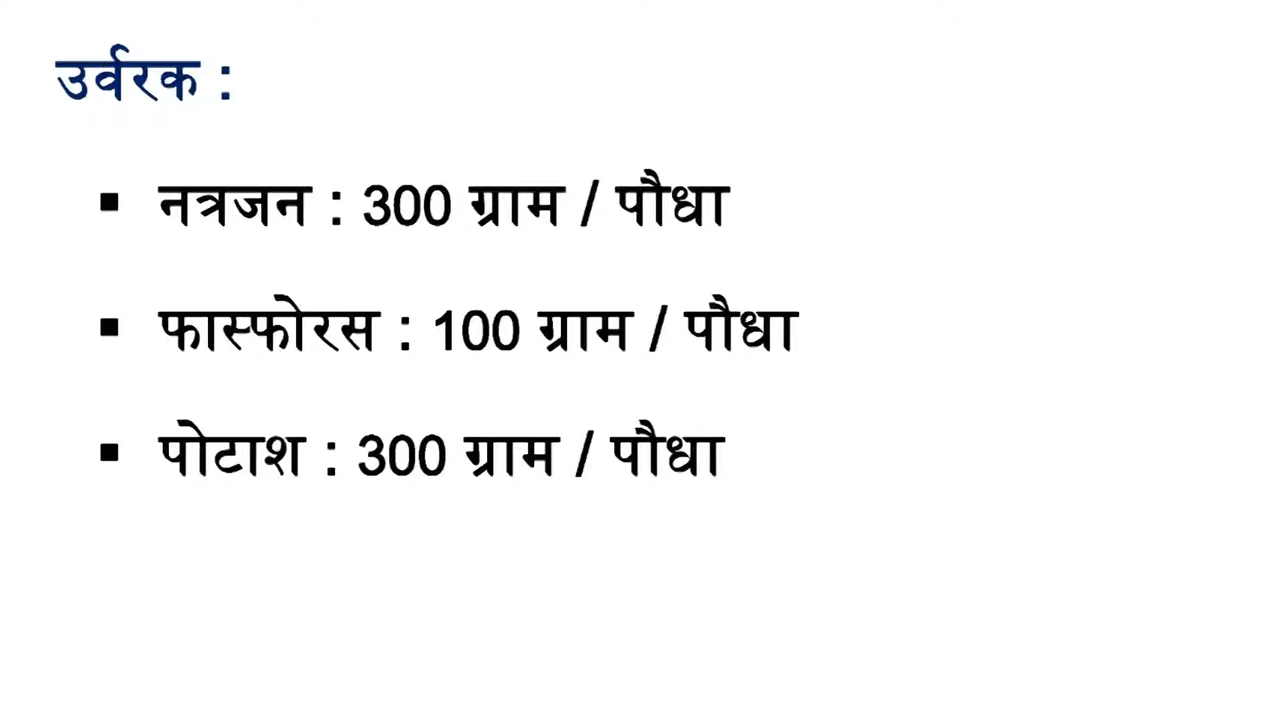 उर्वरक :
▪ नत्रजन : 300 ग्राम / पौधा
▪ फास्फोरस : 100 ग्राम / पौधा
▪ पोटाश : 300 ग्राम / पौधा